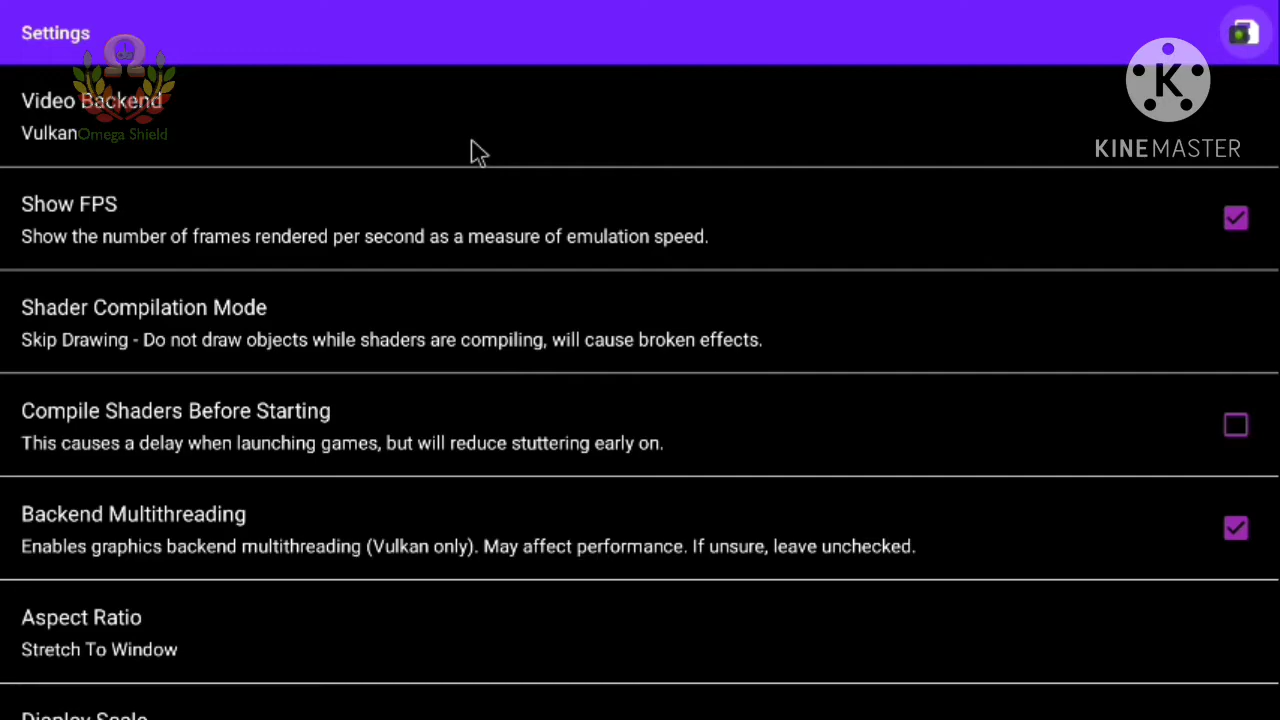 Settings
Video Backend
Vulkan
Omega Shield
KINEMASTER
Show FPS
Show the number of frames rendered per second as a measure of emulation speed.
Shader Compilation Mode
Skip Drawing - Do not draw objects while shaders are compiling, will cause broken effects.
Compile Shaders Before Starting
This causes a delay when launching games, but will reduce stuttering early on.
Backend Multithreading
Enables graphics backend multithreading (Vulkan only). May affect performance. If unsure, leave unchecked.
Aspect Ratio
Stretch To Window
Display Scale